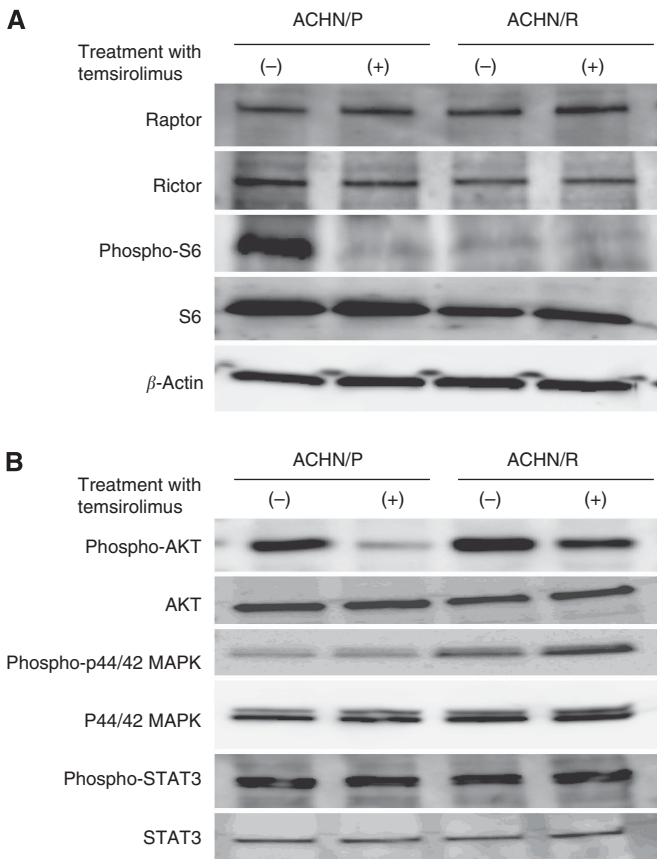 A
ACHN/P ACHN/R
Treatment with
temsirolimus
(–) (+) (–) (+)
Raptor
Rictor
Phospho-S6
S6
β-Actin
B
ACHN/P ACHN/R
Treatment with
temsirolimus
(–) (+) (–) (+)
Phospho-AKT
AKT
Phospho-p44/42 MAPK
P44/42 MAPK
Phospho-STAT3
STAT3